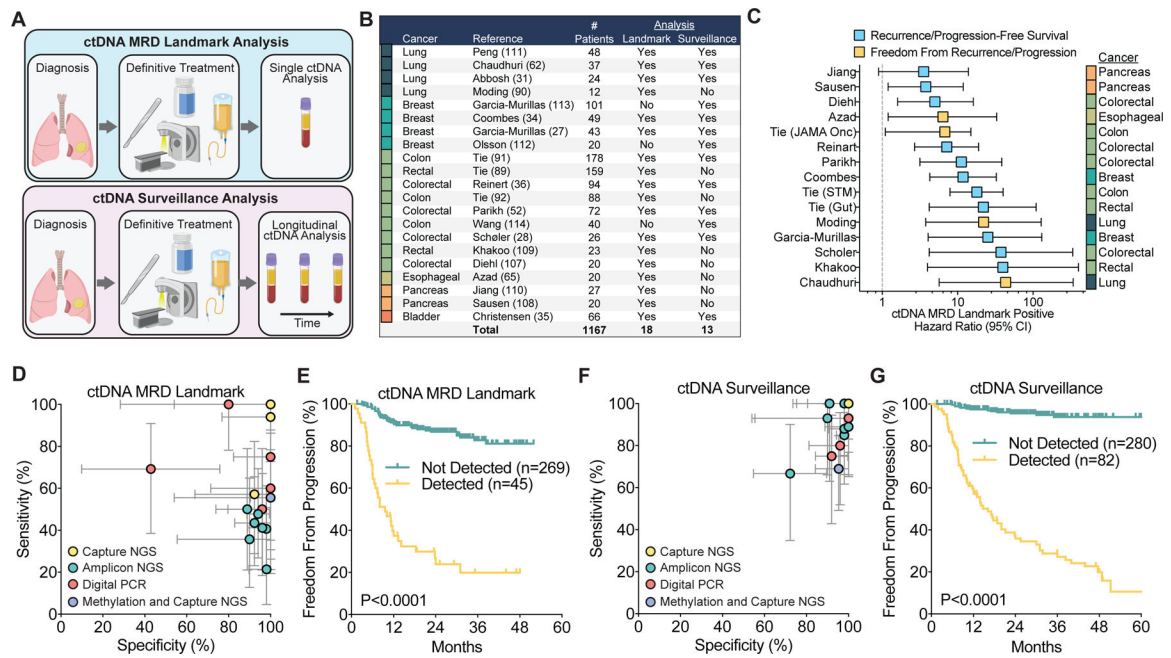 A
ctDNA MRD Landmark Analysis
Diagnosis
Definitive Treatment
Single ctDNA
Analysis
ctDNA Surveillance Analysis
Diagnosis
Definitive Treatment
Longitudinal
ctDNA Analysis
Time
B
# Analysis
Cancer Reference Patients Landmark Surveillance
Lung Peng (111) 48 Yes Yes
Lung Chaudhuri (62) 37 Yes Yes
Lung Abbosh (31) 24 Yes Yes
Lung Moding (90) 12 Yes No
Breast Garcia-Murillas (113) 101 No Yes
Breast Coombes (34) 49 Yes Yes
Breast Garcia-Murillas (27) 43 Yes Yes
Breast Olsson (112) 20 No Yes
Colon Tie (91) 178 Yes Yes
Rectal Tie (89) 159 Yes No
Colorectal Reinert (36) 94 Yes Yes
Colon Tie (92) 88 Yes No
Colorectal Parikh (52) 72 Yes Yes
Colon Wang (114) 40 No Yes
Colorectal Scholer (28) 26 Yes Yes
Rectal Khakoo (109) 23 Yes No
Colorectal Diehl (107) 20 Yes No
Esophageal Azad (65) 20 Yes No
Pancreas Jiang (110) 27 Yes No
Pancreas Sausen (108) 20 Yes No
Bladder Christensen (35) 66 Yes Yes
Total 1167 18 13
C
Recurrence/Progression-Free Survival
Freedom From Recurrence/Progression
Cancer
Jiang Pancreas
Sausen Pancreas
Diehl Colorectal
Azad Esophageal
Tie (JAMA Onc) Colon
Reinart Colorectal
Parikh Colorectal
Coombes Breast
Tie (STM) Colon
Tie (Gut) Rectal
Moding Lung
Garcia-Murillas Breast
Scholer Colorectal
Khakoo Rectal
Chaudhuri Lung
1 10 100
ctDNA MRD Landmark Positive
Hazard Ratio (95% CI)
D
ctDNA MRD Landmark
Sensitivity (%)
100
80
60
40
20
0
Capture NGS
Amplicon NGS
Digital PCR
Methylation and Capture NGS
0 20 40 60 80 100
Specificity (%)
E
ctDNA MRD Landmark
Freedom From Progression (%)
100
80
60
40
20
0
Not Detected (n=269)
Detected (n=45)
P<0.0001
0 12 24 36 48 60
Months
F
ctDNA Surveillance
Sensitivity (%)
100
80
60
40
20
0
Capture NGS
Amplicon NGS
Digital PCR
Methylation and Capture NGS
0 20 40 60 80 100
Specificity (%)
G
ctDNA Surveillance
Freedom From Progression (%)
100
80
60
40
20
0
Not Detected (n=280)
Detected (n=82)
P<0.0001
0 12 24 36 48 60
Months